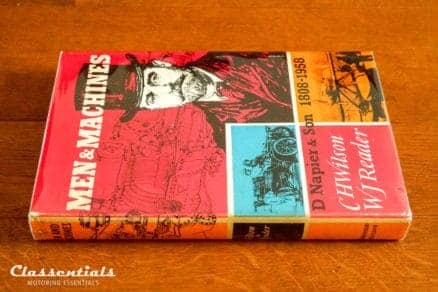 MEN & MACHINES
D Napier & Son 1808-1958
C H Wilson
W J Reader
Classentials
MOTORING ESSENTIALS